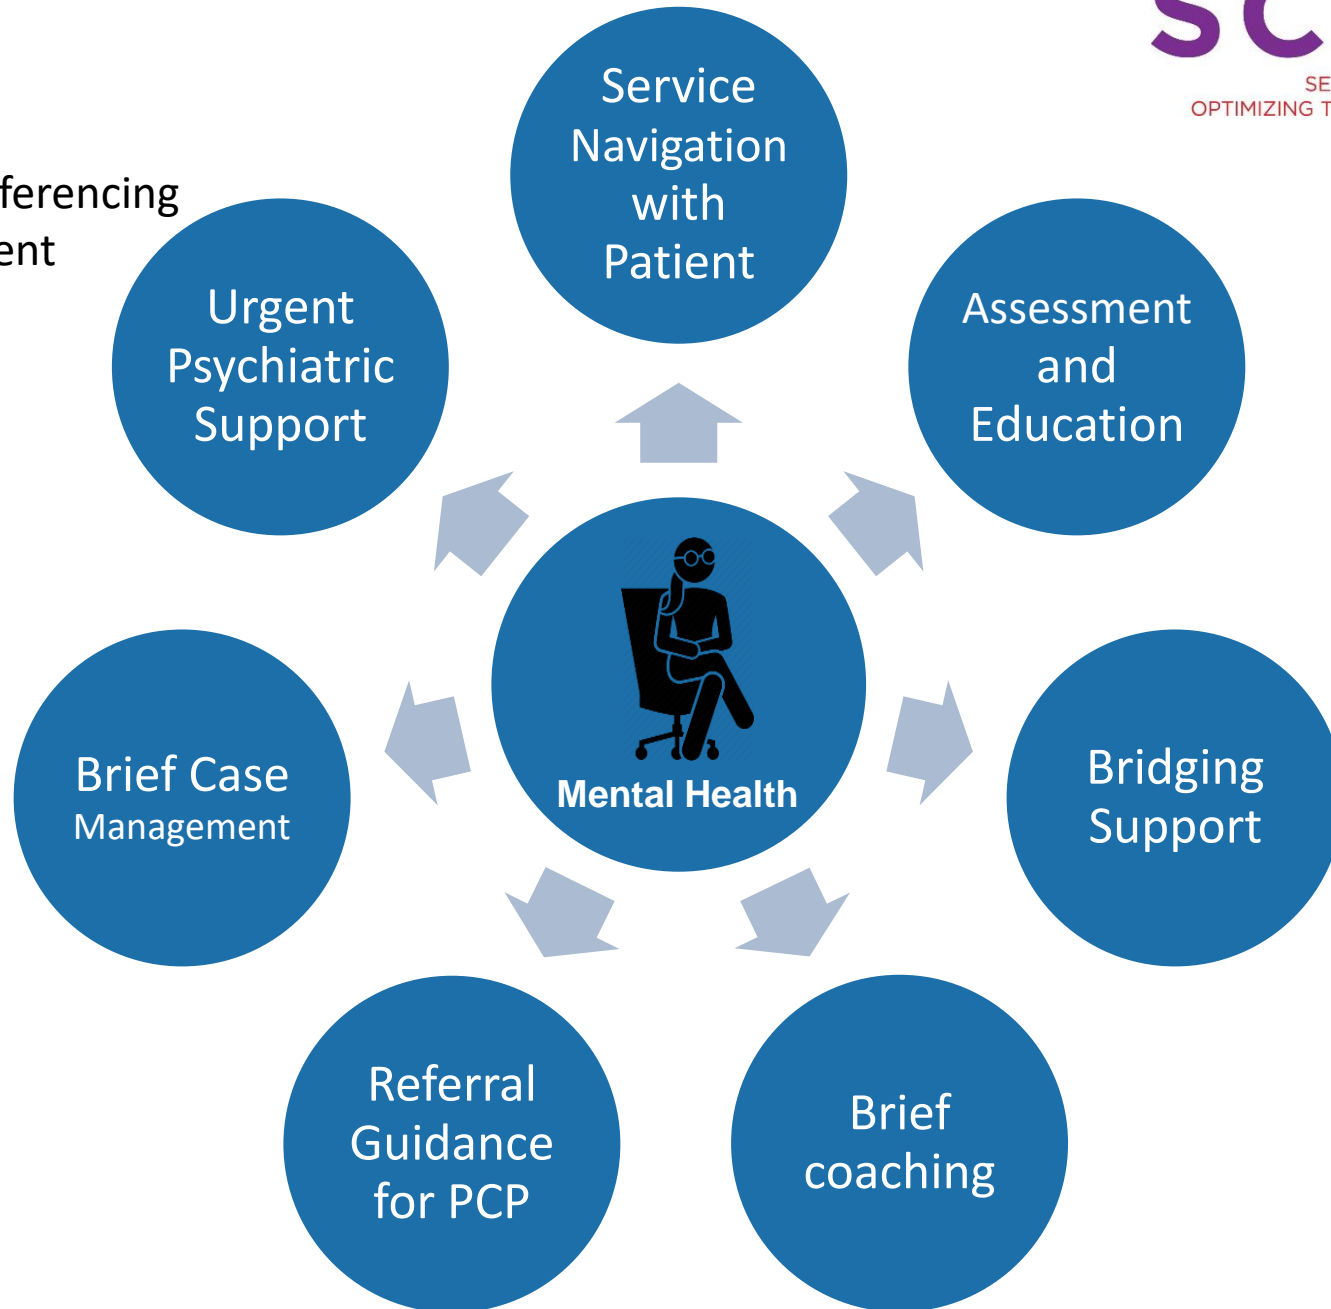 SC
SE
OPTIMIZING T
ferencing
ent
Service
Navigation
with
Patient
Urgent
Psychiatric
Support
Assessment
and
Education
Mental Health
Brief Case
Management
Bridging
Support
Referral
Guidance
for PCP
Brief
coaching